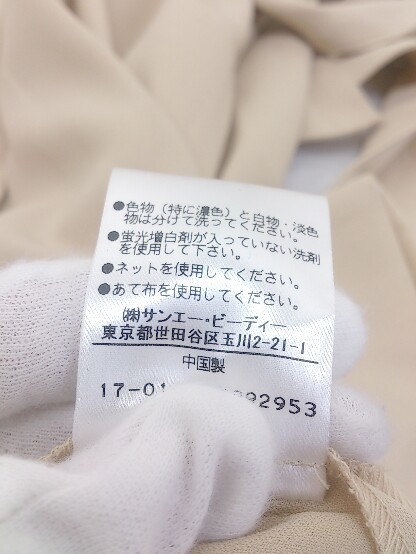 ●色物(特に濃色)と白物・淡色
物は分けて洗ってください。
●蛍光増白剤が入っていない洗剤
を使用して下さい。
●ネットを使用してください。
●あて布を使用してください。
㈱サンエー・ビーディー
東京都世田谷区玉川2-21-1
中国製